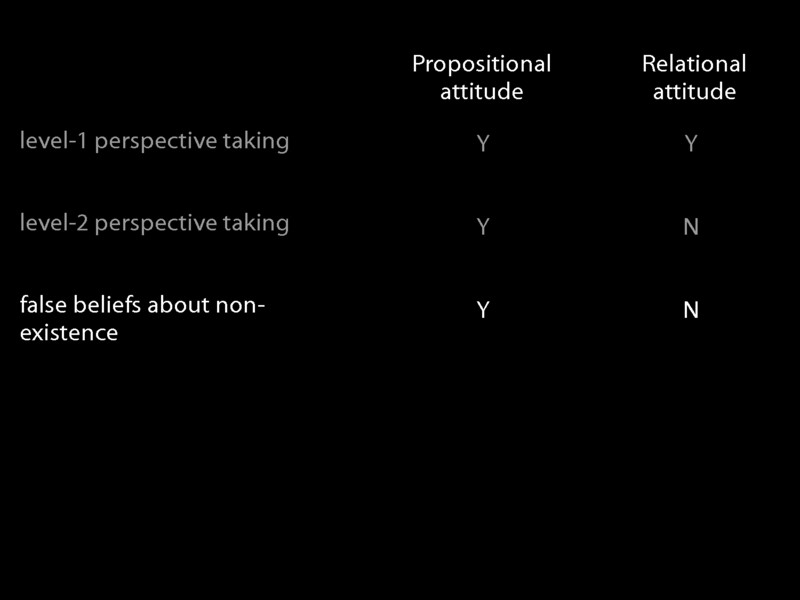 Propositional attitude
Relational attitude
level-1 perspective taking Y Y
level-2 perspective taking Y N
false beliefs about non-
existence Y N